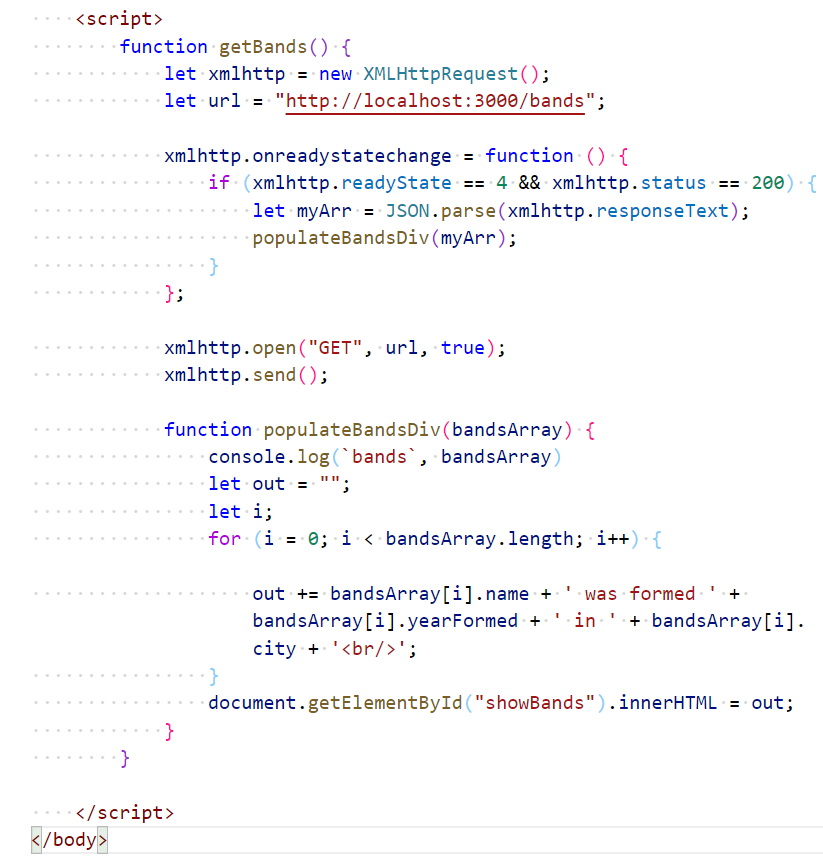 <script>
function getBands() {
let xmlhttp = new XMLHttpRequest();
let url = "http://localhost:3000/bands";
xmlhttp.onreadystatechange = function () {
if (xmlhttp.readyState == 4 && xmlhttp.status == 200) {
let myArr = JSON.parse(xmlhttp.responseText);
populateBandsDiv(myArr);
}
};
xmlhttp.open("GET", url, true);
xmlhttp.send();
function populateBandsDiv(bandsArray) {
console.log(`bands`, bandsArray)
let out = "";
let i;
for (i = 0; i < bandsArray.length; i++) {
out += bandsArray[i].name + ' was formed ' +
bandsArray[i].yearFormed + ' in ' + bandsArray[i].
city + '<br/>';
}
document.getElementById("showBands").innerHTML = out;
}
}
</script>
</body>